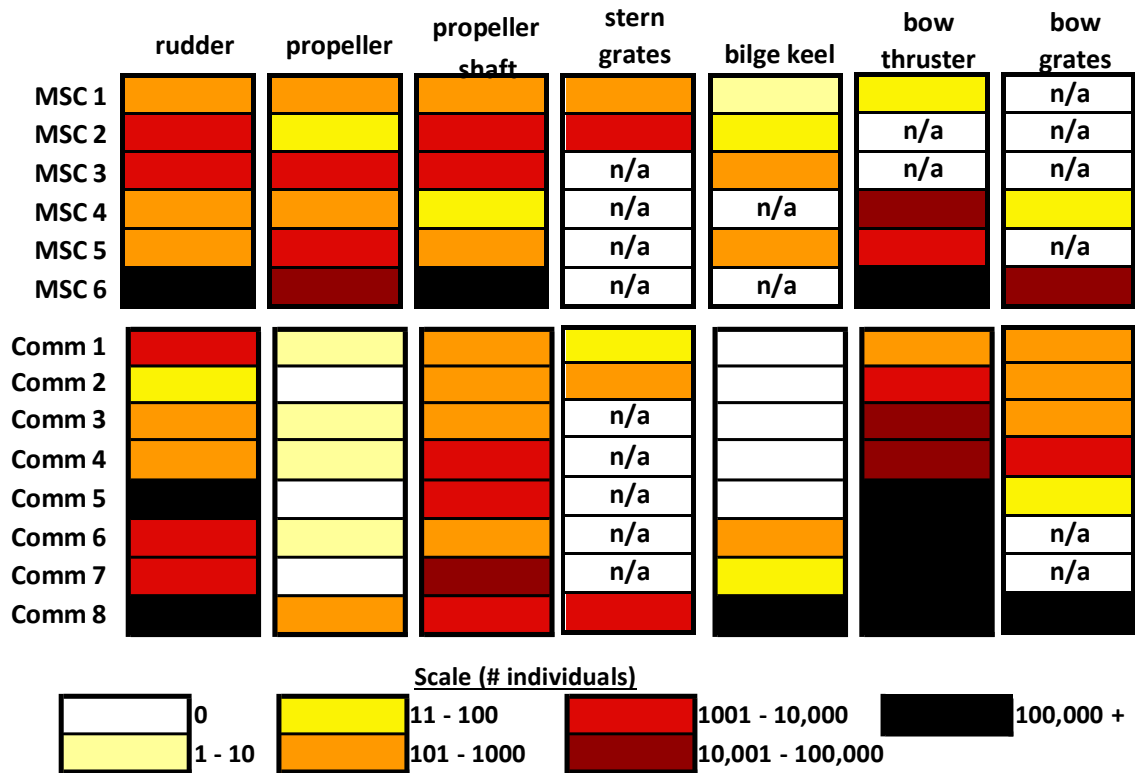 rudder propeller propeller shaft stern grates bilge keel bow thruster bow grates
MSC 1 n/a
MSC 2 n/a n/a
MSC 3 n/a n/a n/a
MSC 4 n/a n/a
MSC 5 n/a n/a
MSC 6 n/a n/a
Comm 1
Comm 2
Comm 3 n/a
Comm 4 n/a
Comm 5 n/a
Comm 6 n/a n/a
Comm 7 n/a n/a
Comm 8
Scale (# individuals)
0 11 - 100 1001 - 10,000 100,000 +
1 - 10 101 - 1000 10,001 - 100,000